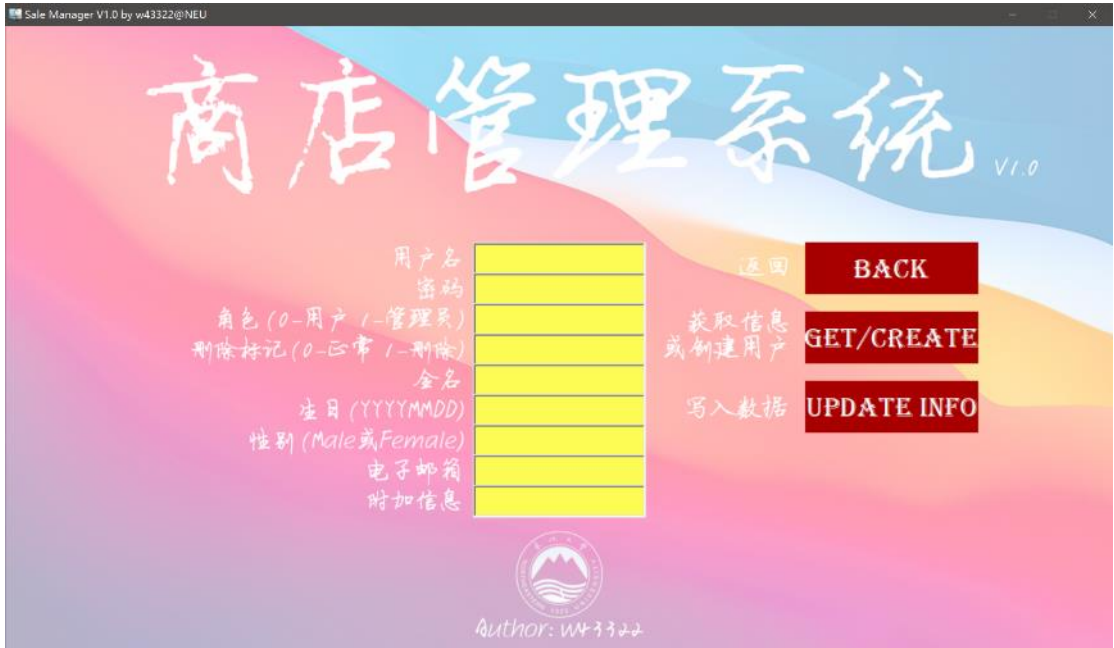 Sale Manager V1.0 by w43322@NEU
商店管理系统 V1.0
用户名
密码
角色(0-用户 1-管理员)
删除标记(0-正常 1-删除)
全名
生日(YYYYMMDD)
性别(Male或Female)
电子邮箱
附加信息
返回 BACK
获取信息
或创建用户 GET/CREATE
写入数据 UPDATE INFO
Author: w43322